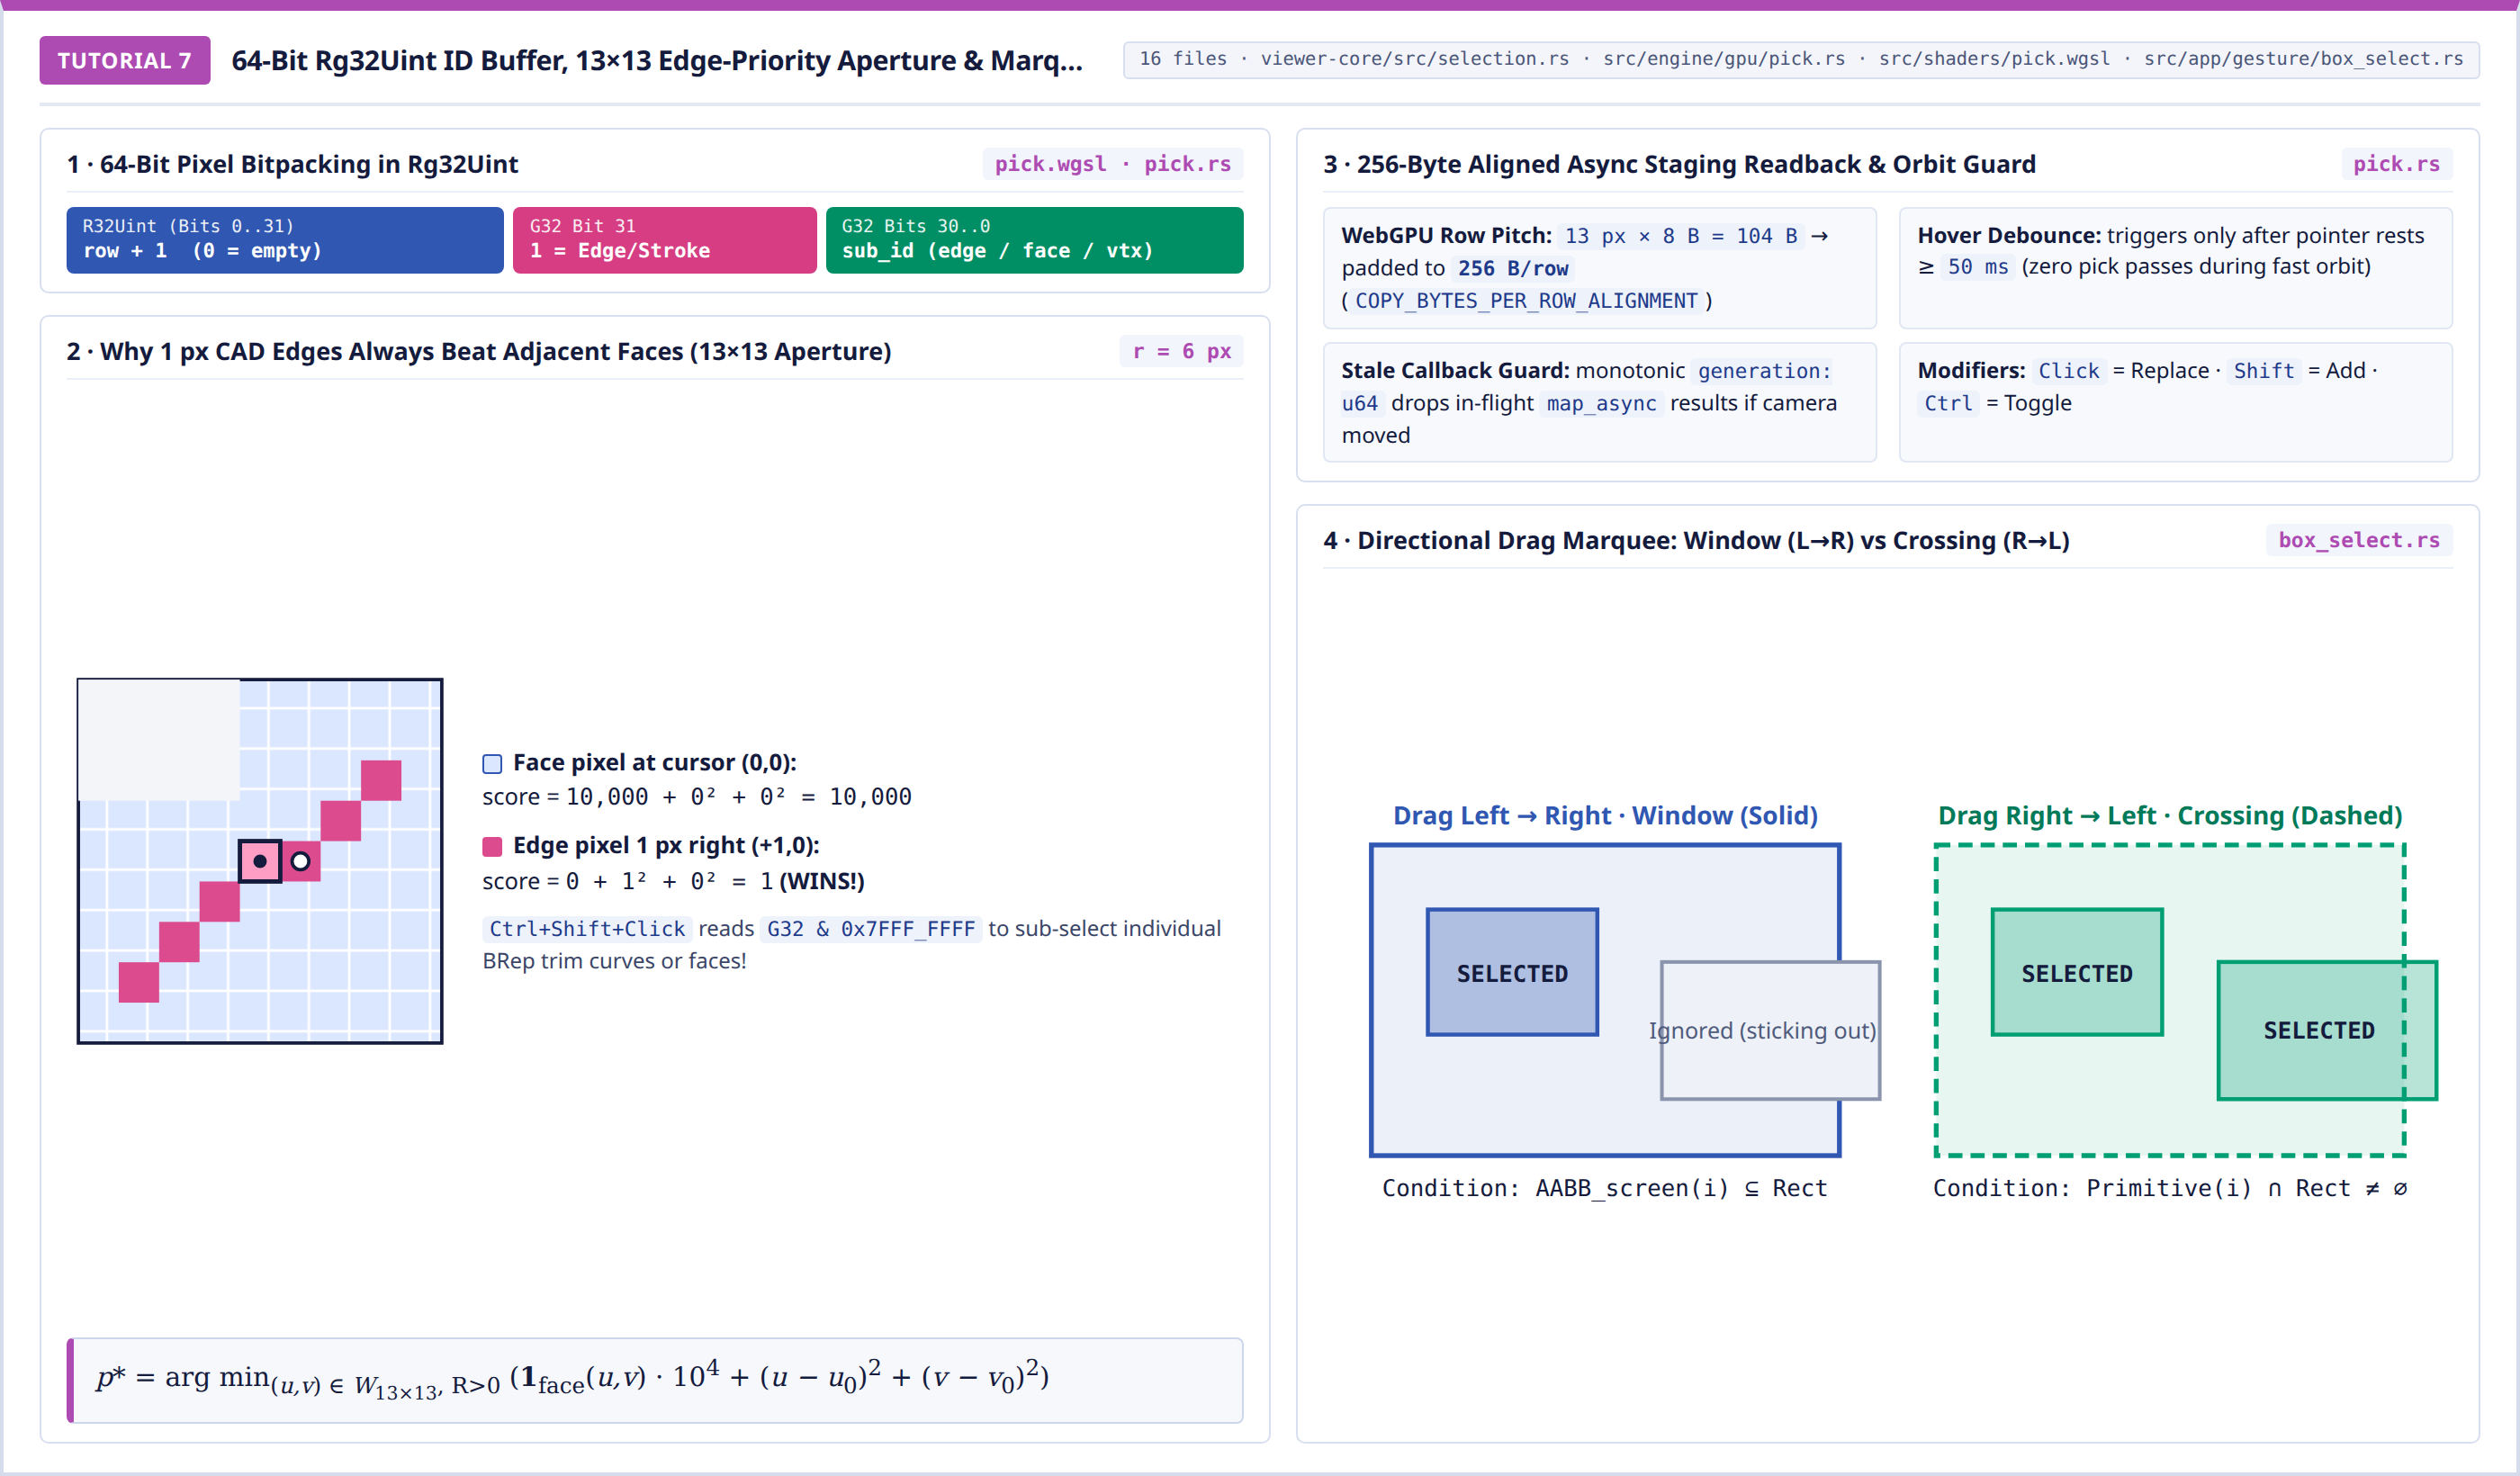 TUTORIAL 7
64-Bit Rg32Uint ID Buffer, 13×13 Edge-Priority Aperture & Marq...
16 files · viewer-core/src/selection.rs · src/engine/gpu/pick.rs · src/shaders/pick.wgsl · src/app/gesture/box_select.rs
1 · 64-Bit Pixel Bitpacking in Rg32Uint
pick.wgsl · pick.rs
R32Uint (Bits 0..31)
row + 1 (0 = empty)
G32 Bit 31
1 = Edge/Stroke
G32 Bits 30..0
sub_id (edge / face / vtx)
2 · Why 1 px CAD Edges Always Beat Adjacent Faces (13×13 Aperture)
r = 6 px
Face pixel at cursor (0,0):
score = 10,000 + 0² + 0² = 10,000
Edge pixel 1 px right (+1,0):
score = 0 + 1² + 0² = 1 (WINS!)
Ctrl+Shift+Click reads G32 & 0x7FFF_FFFF to sub-select individual
BRep trim curves or faces!
p* = arg min(u,v) ∈ W13×13, R>0 (1face(u,v) · 10⁴ + (u − u0)² + (v − v0)²)
3 · 256-Byte Aligned Async Staging Readback & Orbit Guard
pick.rs
WebGPU Row Pitch: 13 px × 8 B = 104 B →
padded to 256 B/row
(COPY_BYTES_PER_ROW_ALIGNMENT)
Hover Debounce: triggers only after pointer rests
≥ 50 ms (zero pick passes during fast orbit)
Stale Callback Guard: monotonic generation:
u64 drops in-flight map_async results if camera
moved
Modifiers: Click = Replace · Shift = Add ·
Ctrl = Toggle
4 · Directional Drag Marquee: Window (L→R) vs Crossing (R→L)
box_select.rs
Drag Left → Right · Window (Solid)
SELECTED
Ignored (sticking out)
Condition: AABB_screen(i) ⊆ Rect
Drag Right → Left · Crossing (Dashed)
SELECTED
SELECTED
Condition: Primitive(i) ∩ Rect ≠ ∅